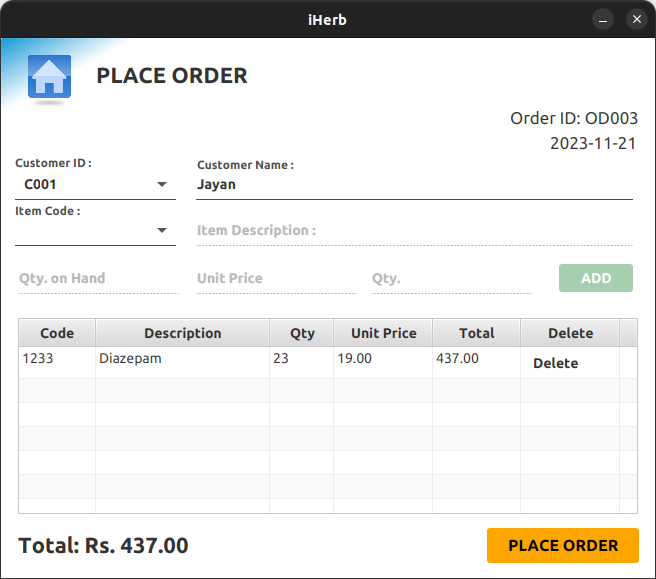 iHerb
PLACE ORDER
Order ID: OD003
2023-11-21
Customer ID : Customer Name :
C001 Jayan
Item Code :
Item Description :
Qty. on Hand Unit Price Qty. ADD
Code Description Qty Unit Price Total Delete
1233 Diazepam 23 19.00 437.00 Delete
Total: Rs. 437.00 PLACE ORDER